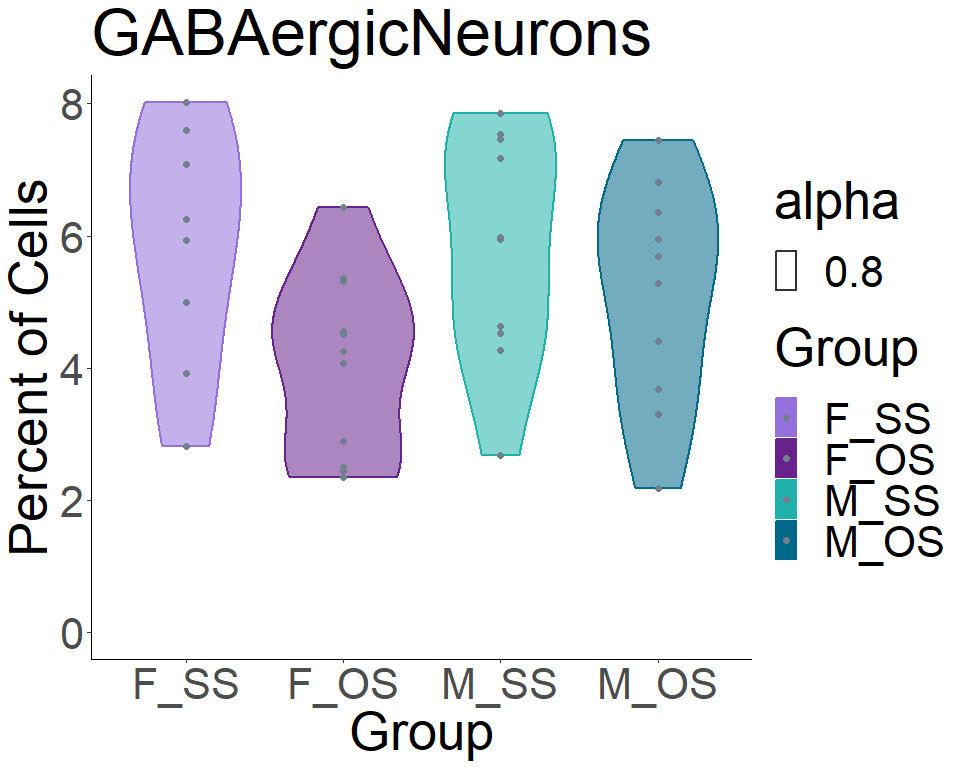 GABAergicNeurons
Percent of Cells
8
6
4
2
0
F_SS F_OS M_SS M_OS
Group
alpha
0.8
Group
F_SS
F_OS
M_SS
M_OS